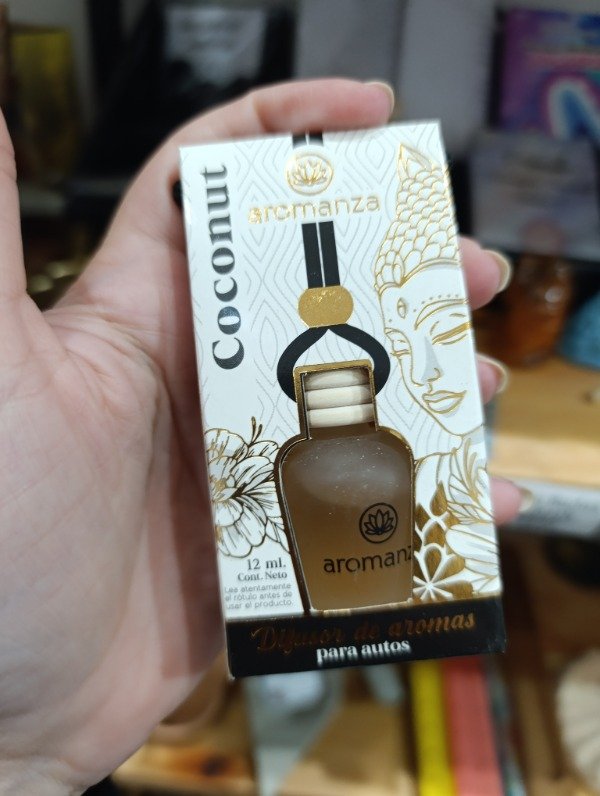 aromanza
Coconut
aromanz
12 ml.
Cont. Neto
Lea atentamente
el rótulo antes de
usar el producto.
Difusor de aromas
para autos